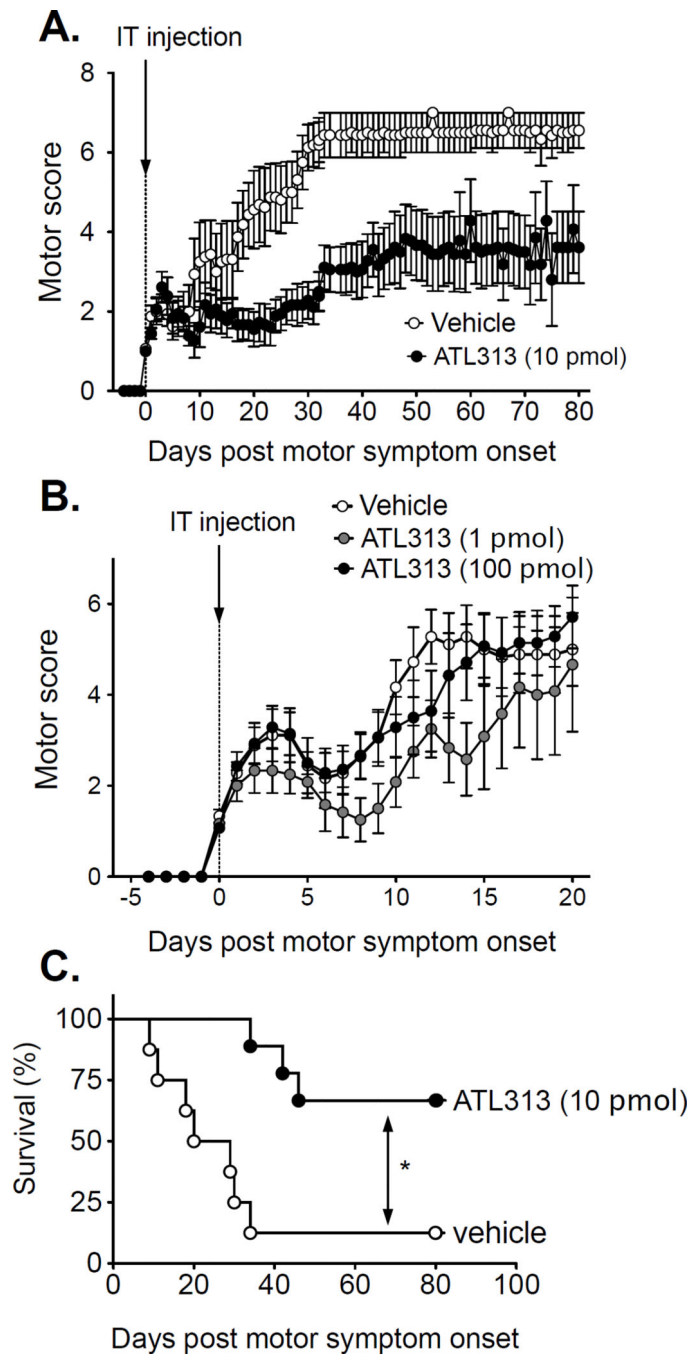 A.
IT injection
8
6
4
2
0
Motor score
Vehicle
ATL313 (10 pmol)
0 10 20 30 40 50 60 70 80
Days post motor symptom onset
B.
IT injection
Vehicle
ATL313 (1 pmol)
ATL313 (100 pmol)
6
4
2
0
Motor score
-5 0 5 10 15 20
Days post motor symptom onset
C.
100
75
50
25
0
Survival (%)
ATL313 (10 pmol)
*
vehicle
0 20 40 60 80 100
Days post motor symptom onset